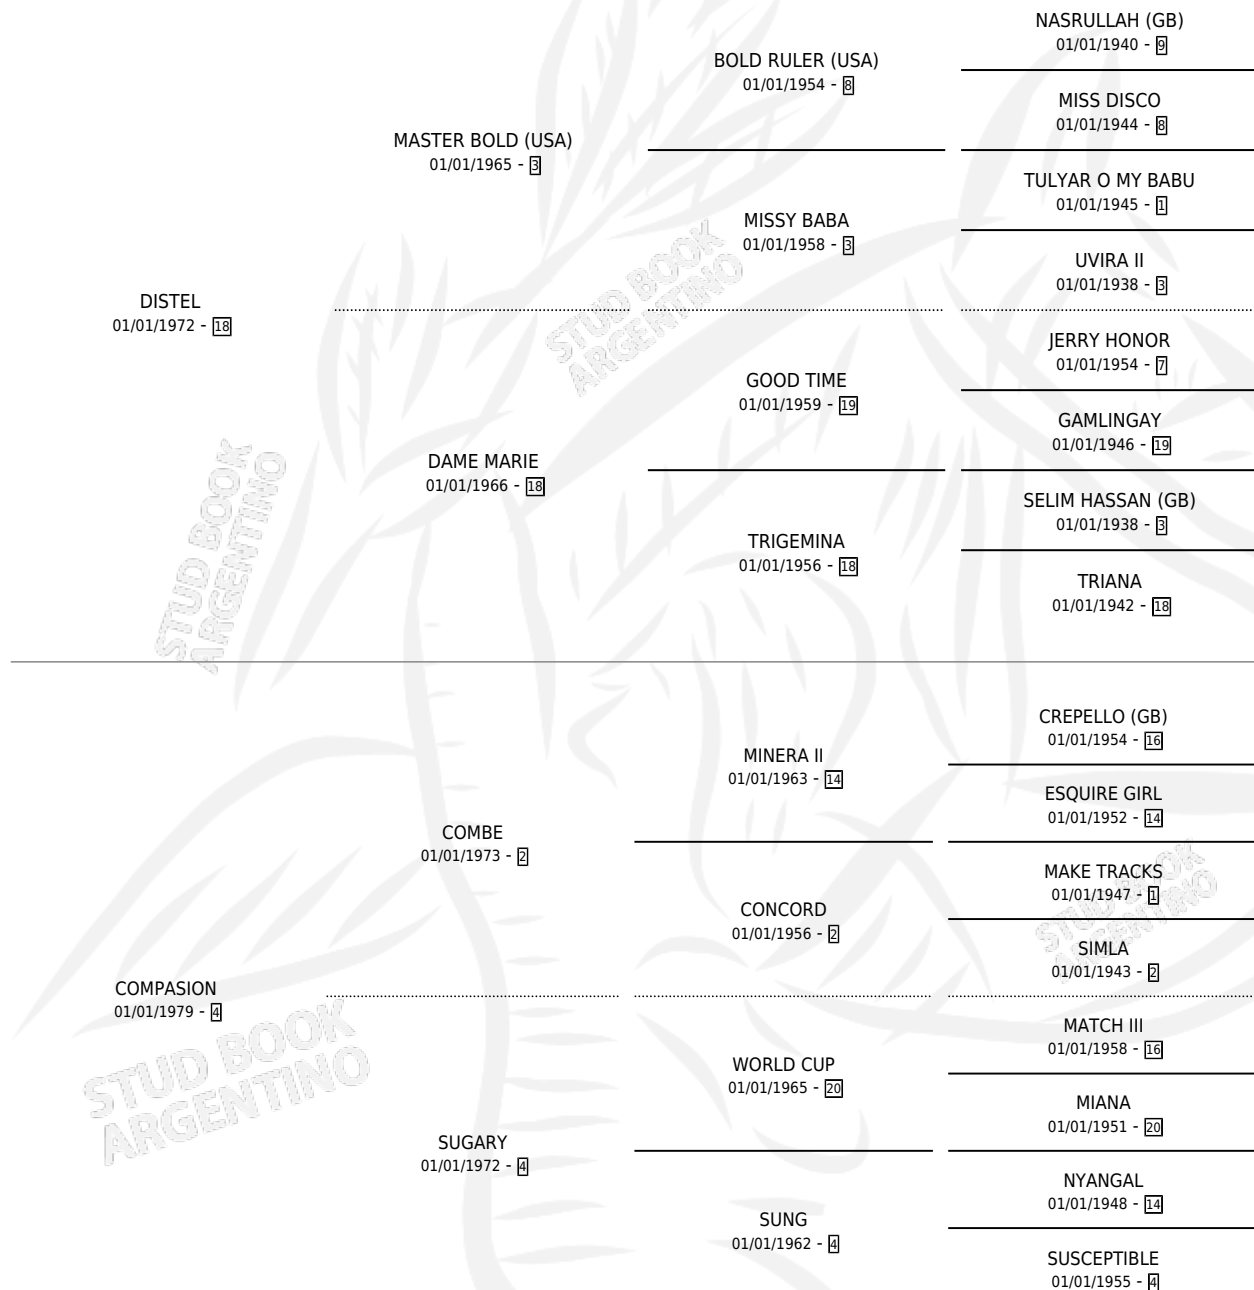 NASRULLAH (GB)
01/01/1940 - 9
BOLD RULER (USA)
01/01/1954 - 8
MISS DISCO
01/01/1944 - 8
MASTER BOLD (USA)
01/01/1965 - 3
TULYAR O MY BABU
01/01/1945 - 1
MISSY BABA
01/01/1958 - 3
UVIRA II
01/01/1938 - 3
DISTEL
01/01/1972 - 18
JERRY HONOR
01/01/1954 - 7
GOOD TIME
01/01/1959 - 19
GAMLINGAY
01/01/1946 - 19
DAME MARIE
01/01/1966 - 18
SELIM HASSAN (GB)
01/01/1938 - 3
TRIGEMINA
01/01/1956 - 18
TRIANA
01/01/1942 - 18
CREPELLO (GB)
01/01/1954 - 16
MINERA II
01/01/1963 - 14
ESQUIRE GIRL
01/01/1952 - 14
COMBE
01/01/1973 - 2
MAKE TRACKS
01/01/1947 - 1
CONCORD
01/01/1956 - 2
SIMLA
01/01/1943 - 2
COMPASION
01/01/1979 - 4
MATCH III
01/01/1958 - 16
WORLD CUP
01/01/1965 - 20
MIANA
01/01/1951 - 20
SUGARY
01/01/1972 - 4
NYANGAL
01/01/1948 - 14
SUNG
01/01/1962 - 4
SUSCEPTIBLE
01/01/1955 - 4
STUD BOOK
ARGENTINO
STUD BOOK
ARGENTINO
STUD BOOK
ARGENTINO
STUD BOOK
ARGENTINO